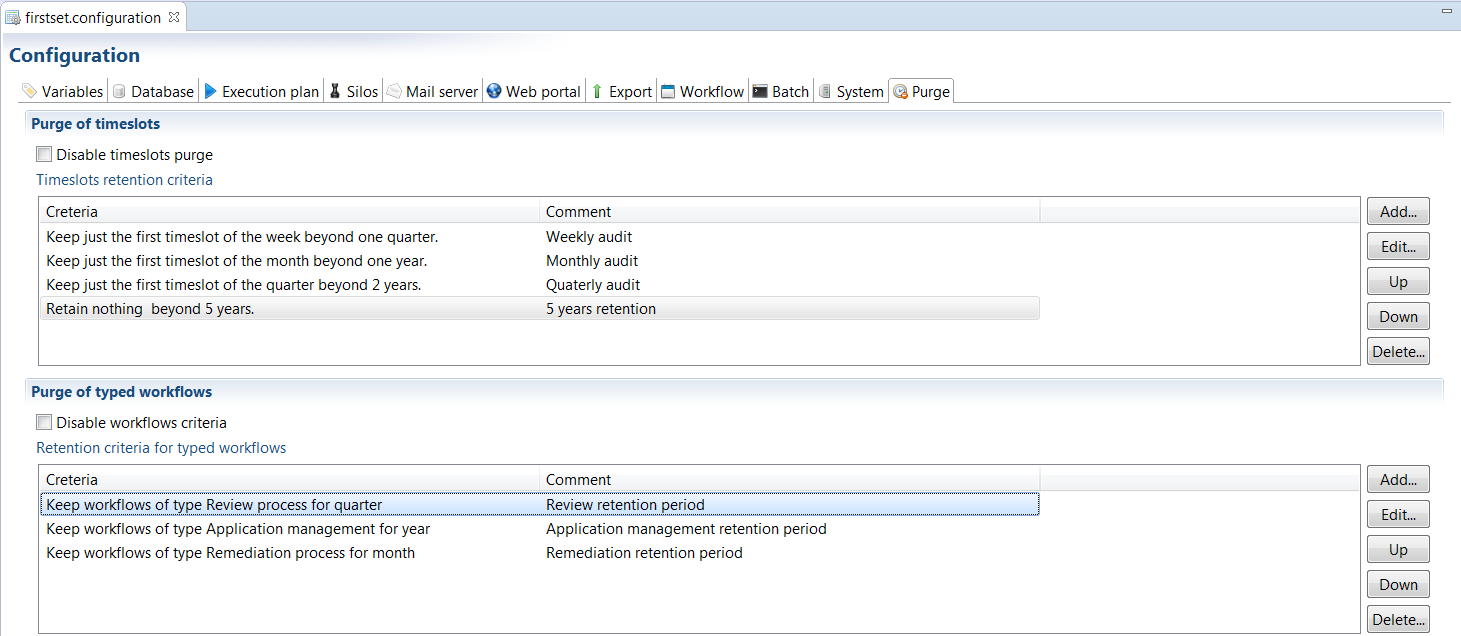 firstset.configuration
Configuration
Variables Database Execution plan Silos Mail server Web portal Export Workflow Batch System Purge
Purge of timeslots
Disable timeslots purge
Timeslots retention criteria
Creteria Comment Add...
Keep just the first timeslot of the week beyond one quarter. Weekly audit
Edit...
Keep just the first timeslot of the month beyond one year. Monthly audit
Keep just the first timeslot of the quarter beyond 2 years. Quaterly audit Up
Retain nothing  beyond 5 years. 5 years retention
Down
Delete...
Purge of typed workflows
Disable workflows criteria
Retention criteria for typed workflows
Creteria Comment Add...
Keep workflows of type Review process for quarter Review retention period
Edit...
Keep workflows of type Application management for year Application management retention period
Keep workflows of type Remediation process for month Remediation retention period Up
Down
Delete...